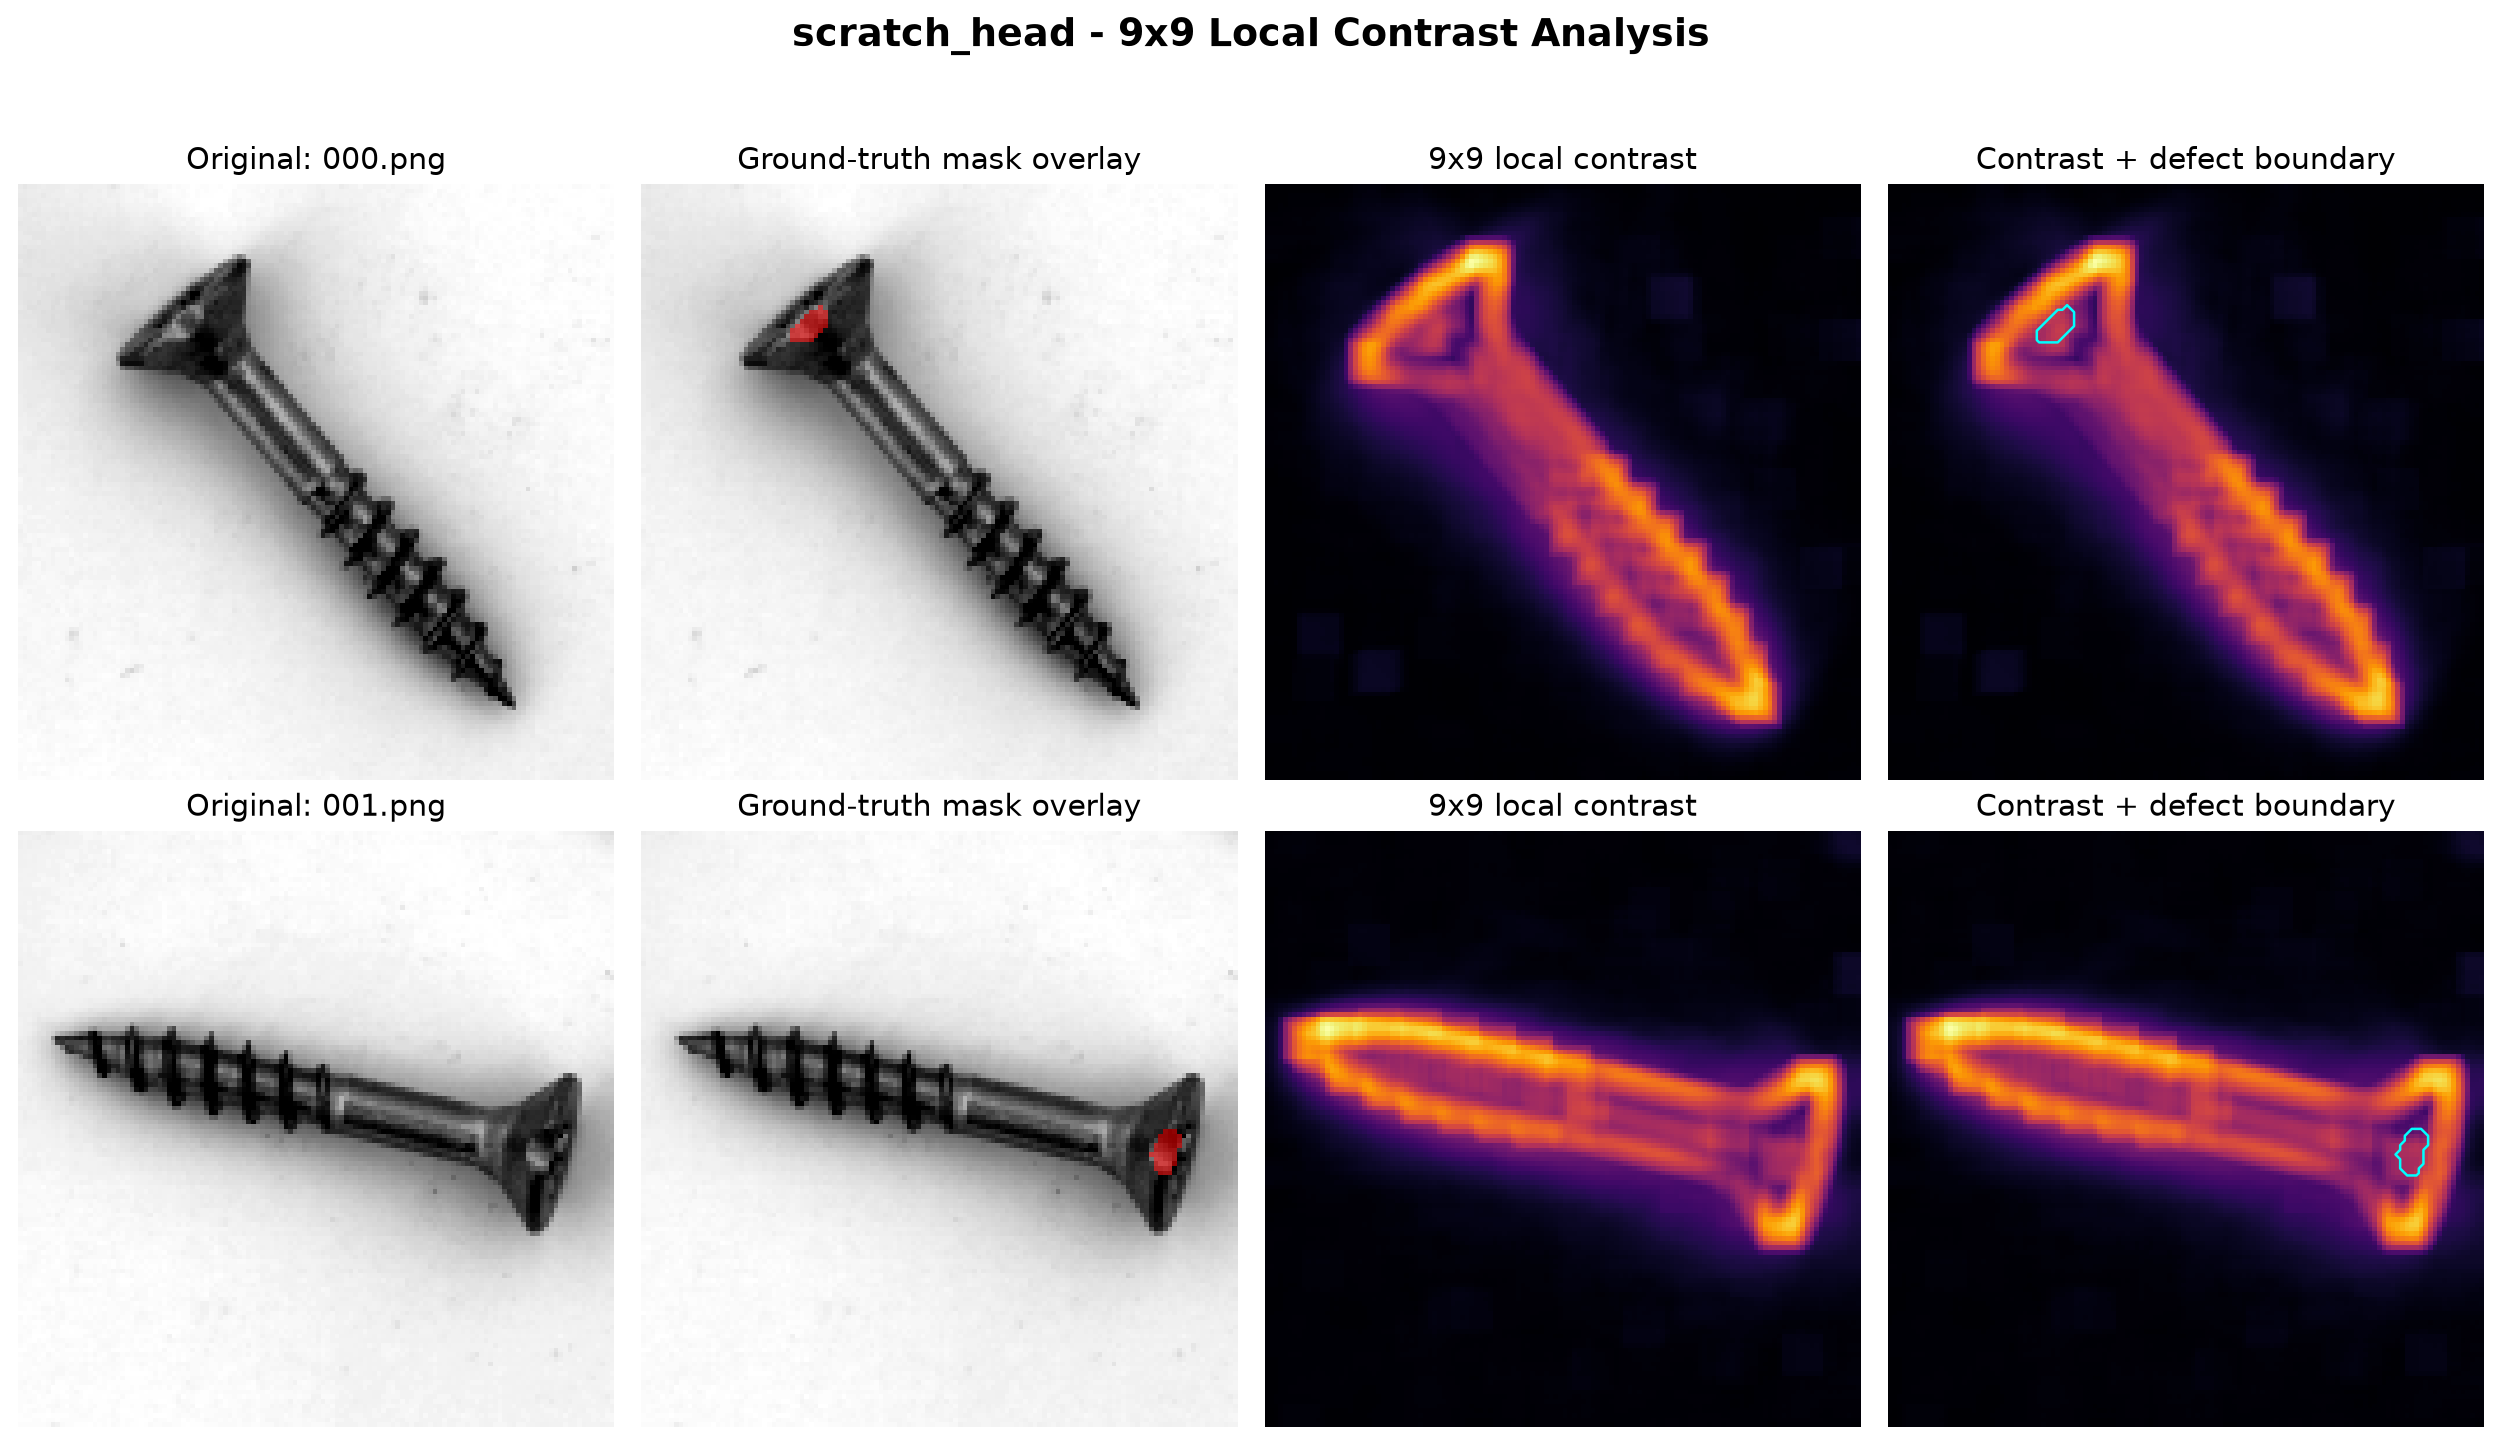 scratch_head - 9x9 Local Contrast Analysis
Original: 000.png
Ground-truth mask overlay
9x9 local contrast
Contrast + defect boundary
Original: 001.png
Ground-truth mask overlay
9x9 local contrast
Contrast + defect boundary